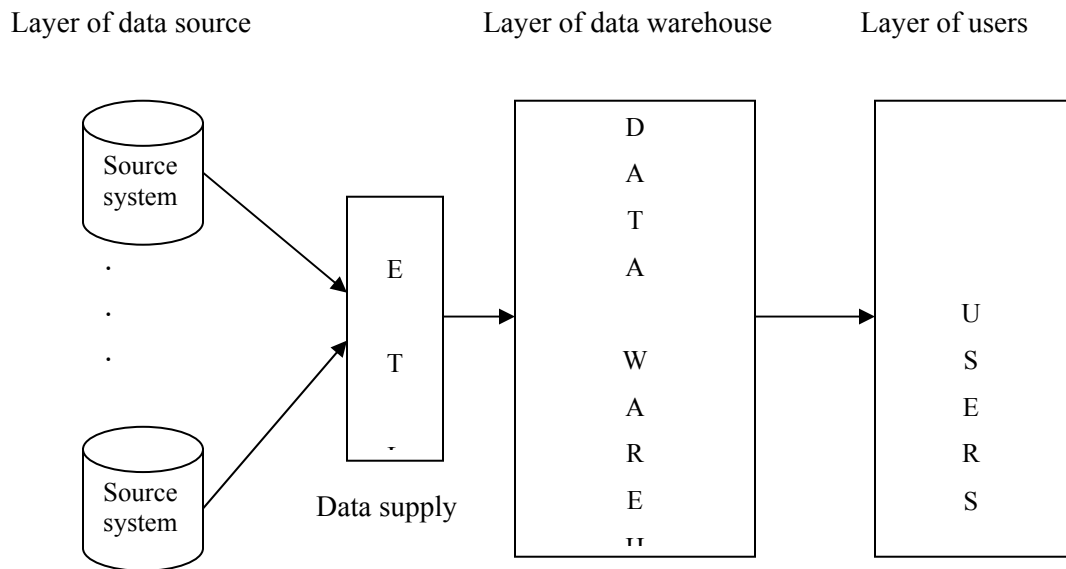 Layer of data source
Layer of data warehouse
Layer of users
Source
system
.
.
.
Source
system
E
T
Data supply
D
A
T
A
W
A
R
E
U
S
E
R
S